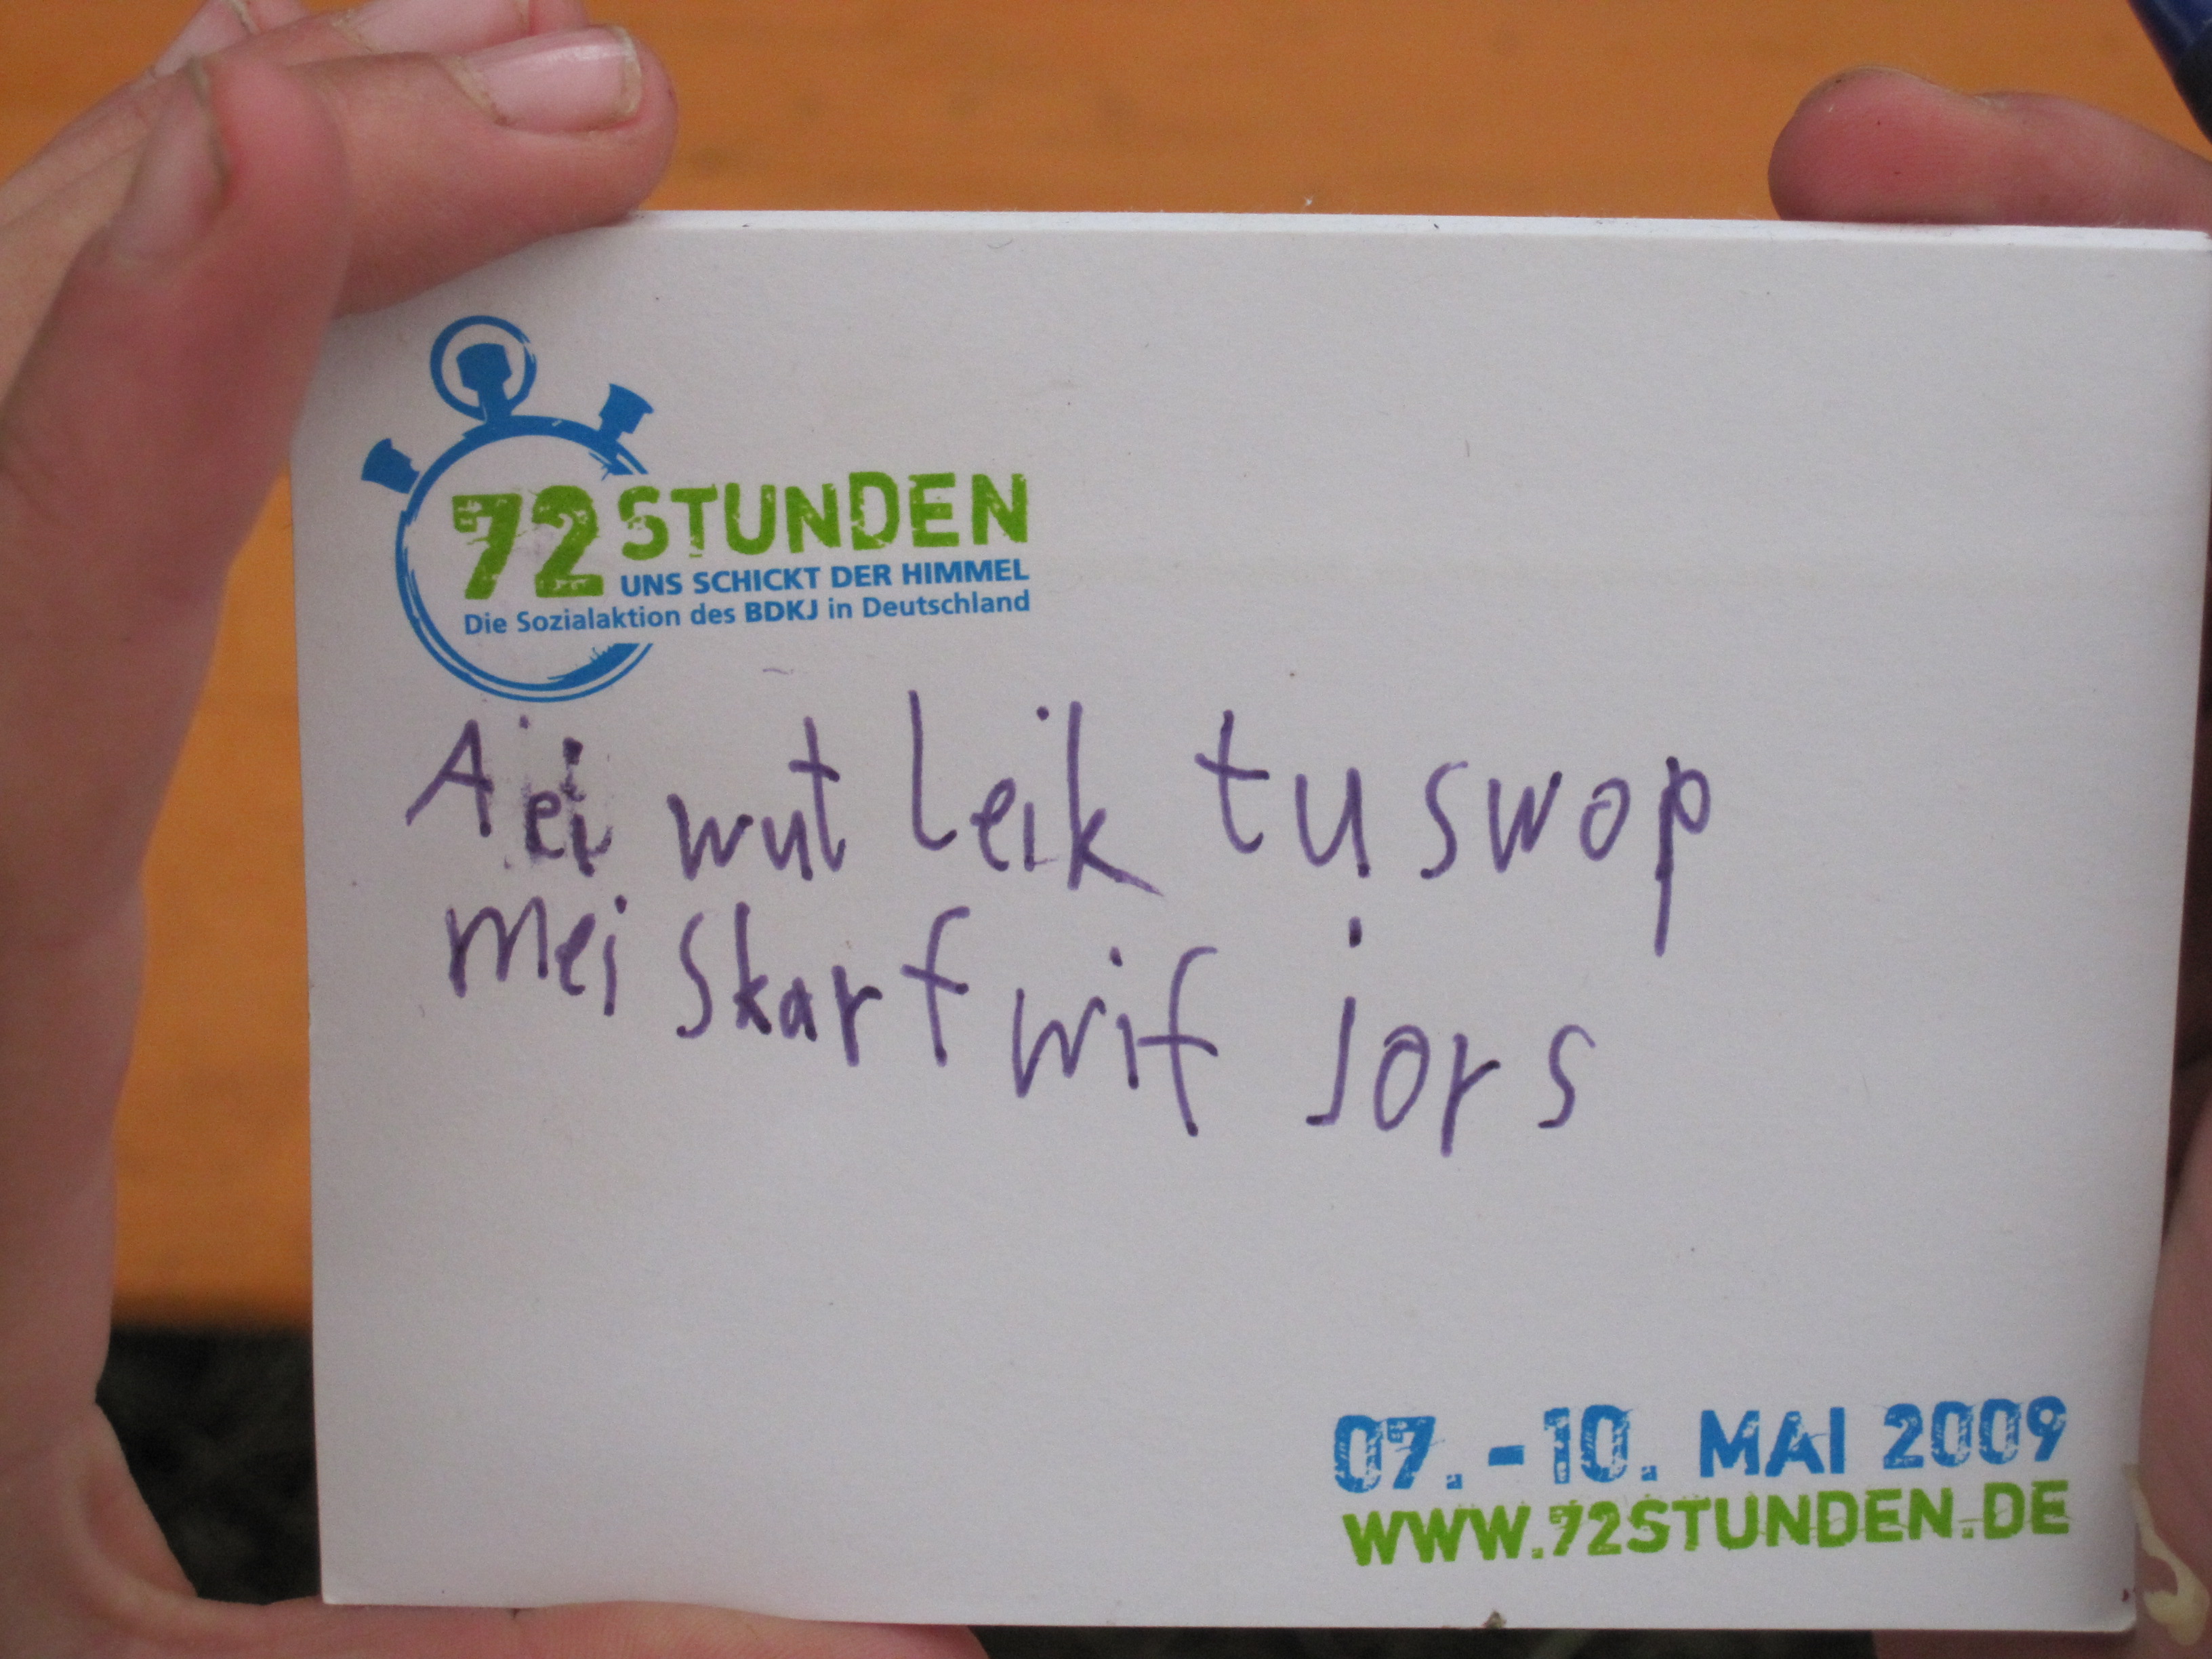 72 STUNDEN
UNS SCHICKT DER HIMMEL
Die Sozialaktion des BDKJ in Deutschland
Aei wut leik tu swop
mei Skarf wif jors
07.-10. MAI 2009
WWW.72STUNDEN.DE